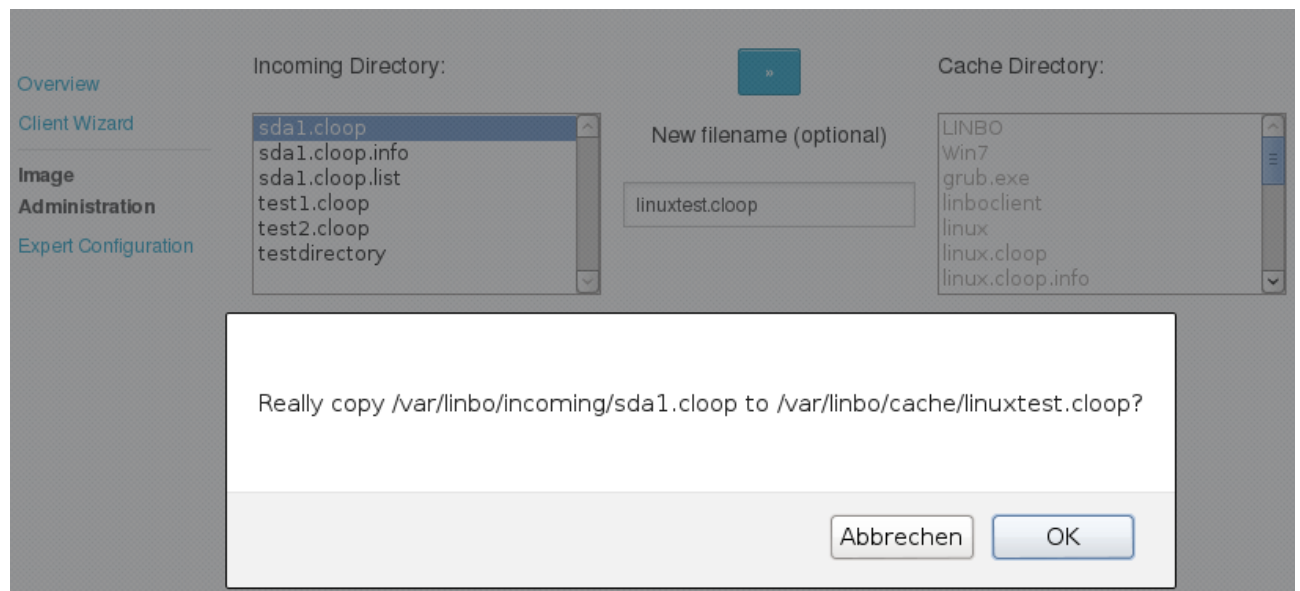 Overview
Client Wizard
Image
Administration
Expert Configuration
Incoming Directory:
sda1.cloop
sda1.cloop.info
sda1.cloop.list
test1.cloop
test2.cloop
testdirectory
»
New filename (optional)
linuxtest.cloop
Cache Directory:
LINBO
Win7
grub.exe
linboclient
linux
linux.cloop
linux.cloop.info
Really copy /var/linbo/incoming/sda1.cloop to /var/linbo/cache/linuxtest.cloop?
Abbrechen
OK